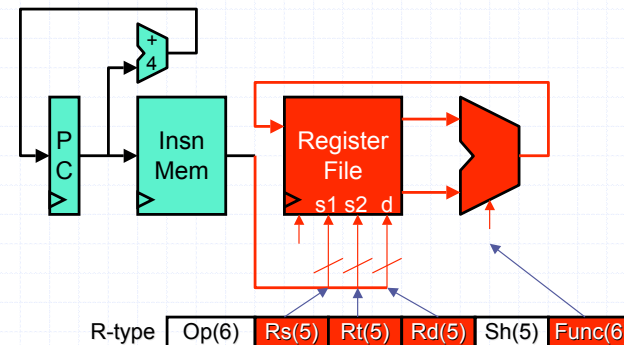 +
4
P
C
Insn
Mem
Register
File
s1 s2 d
R-type Op(6) Rs(5) Rt(5) Rd(5) Sh(5) Func(6